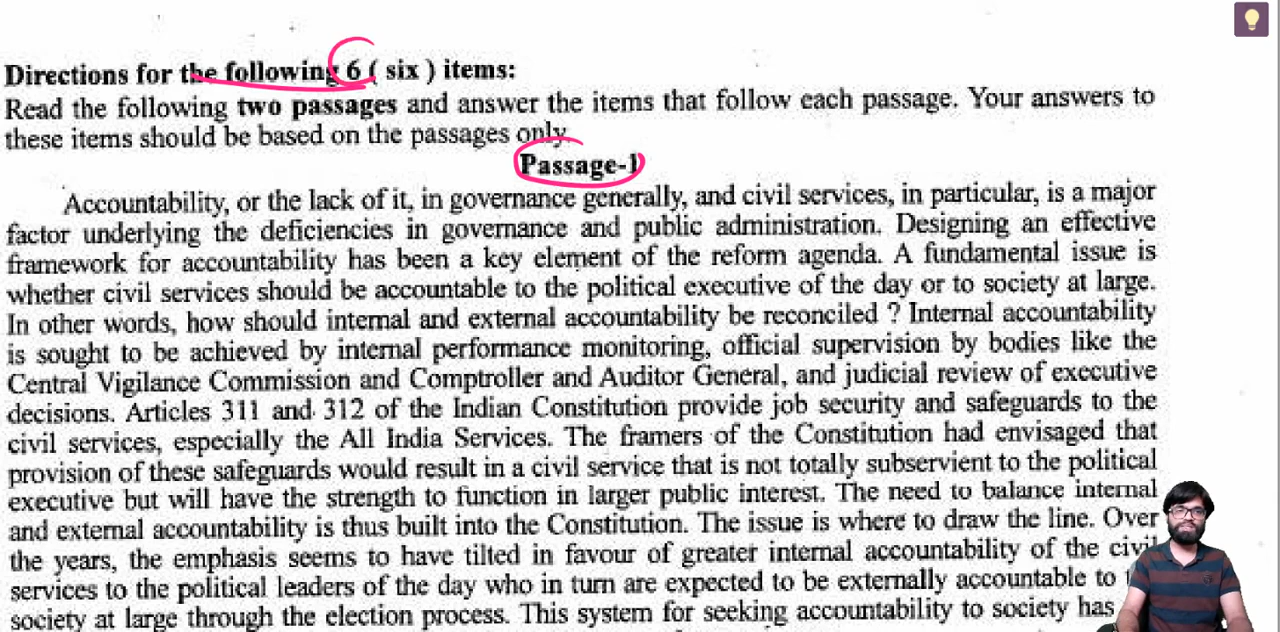 Directions for the following 6 ( six ) items:
Read the following two passages and answer the items that follow each passage. Your answers to
these items should be based on the passages only.
Passage-1
Accountability, or the lack of it, in governance generally, and civil services, in particular, is a major
factor underlying the deficiencies in governance and public administration. Designing an effective
framework for accountability has been a key element of the reform agenda. A fundamental issue is
whether civil services should be accountable to the political executive of the day or to society at large.
In other words, how should internal and external accountability be reconciled ? Internal accountability
is sought to be achieved by internal performance monitoring, official supervision by bodies like the
Central Vigilance Commission and Comptroller and Auditor General, and judicial review of executive
decisions. Articles 311 and 312 of the Indian Constitution provide job security and safeguards to the
civil services, especially the All India Services. The framers of the Constitution had envisaged that
provision of these safeguards would result in a civil service that is not totally subservient to the political
executive but will have the strength to function in larger public interest. The need to balance internal
and external accountability is thus built into the Constitution. The issue is where to draw the line. Over
the years, the emphasis seems to have tilted in favour of greater internal accountability of the civil
services to the political leaders of the day who in turn are expected to be externally accountable to
society at large through the election process. This system for seeking accountability to society has